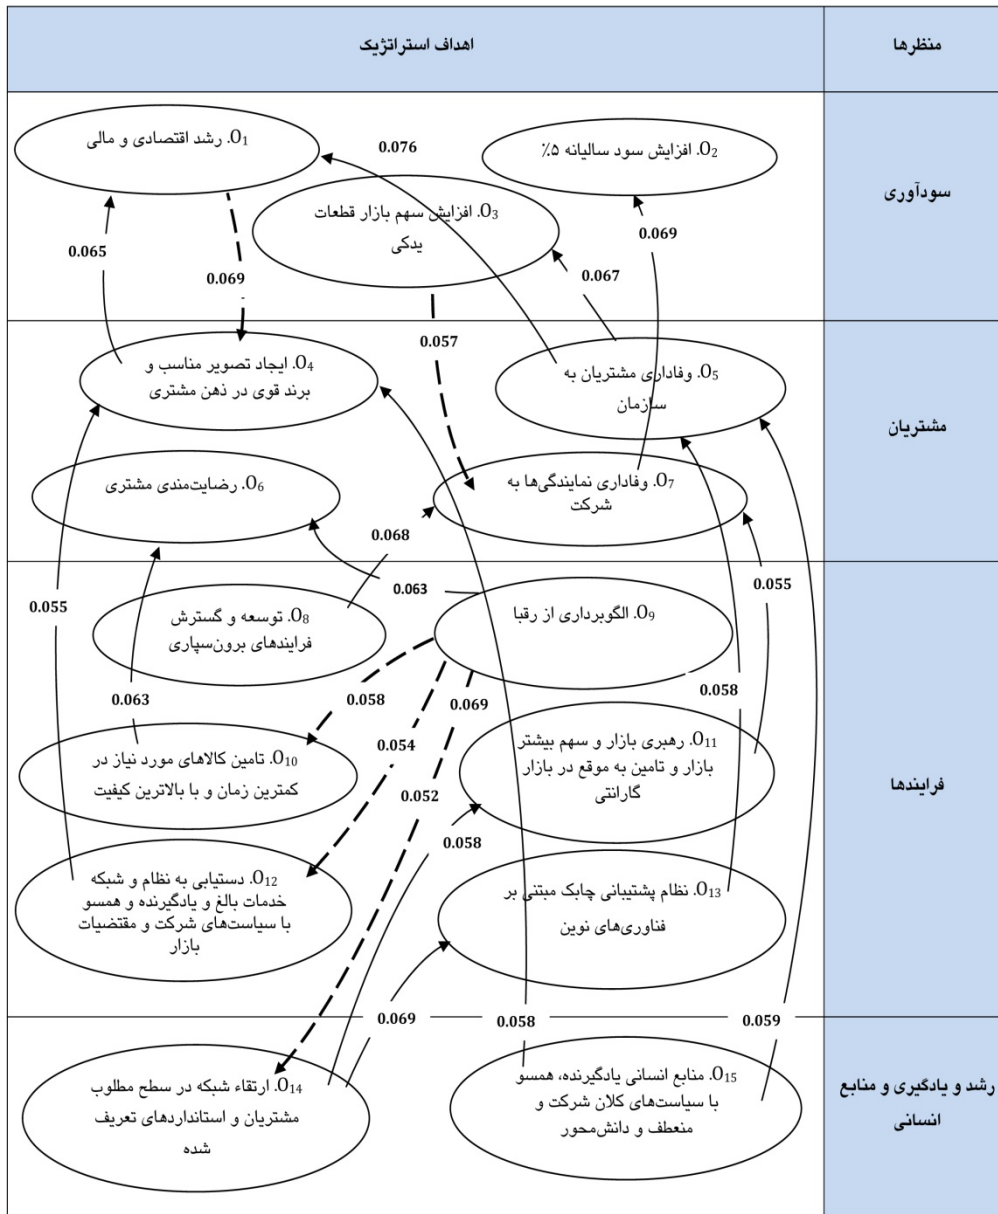 منظرها
اهداف استراتژیک
سودآوری
O2. افزایش سود سالیانه ۵٪
O1. رشد اقتصادی و مالی
0.076
O3. افزایش سهم بازار قطعات
یدکی
0.069
0.065
0.069
0.067
مشتریان
0.057
O5. وفاداری مشتریان به
سازمان
O4. ایجاد تصویر مناسب و
برند قوی در ذهن مشتری
O7. وفاداری نمایندگی‌ها به
شرکت
O6. رضایت‌مندی مشتری
0.068
فرایندها
0.063
0.055
0.055
O9. الگوبرداری از رقبا
O8. توسعه و گسترش
فرایندهای برون‌سپاری
0.058
0.063
0.058
0.069
0.054
O11. رهبری بازار و سهم بیشتر
بازار و تامین به موقع در بازار
گارانتی
O10. تامین کالاهای مورد نیاز در
کمترین زمان و با بالاترین کیفیت
0.052
0.058
O13. نظام پشتیبانی چابک مبتنی بر
فناوری‌های نوین
O12. دستیابی به نظام و شبکه
خدمات بالغ و یادگیرنده و همسو
با سیاست‌های شرکت و مقتضیات
بازار
0.059
0.058
0.069
رشد و یادگیری و منابع
انسانی
O15. منابع انسانی یادگیرنده، همسو
با سیاست‌های کلان شرکت و
منعطف و دانش‌محور
O14. ارتقاء شبکه در سطح مطلوب
مشتریان و استانداردهای تعریف
شده